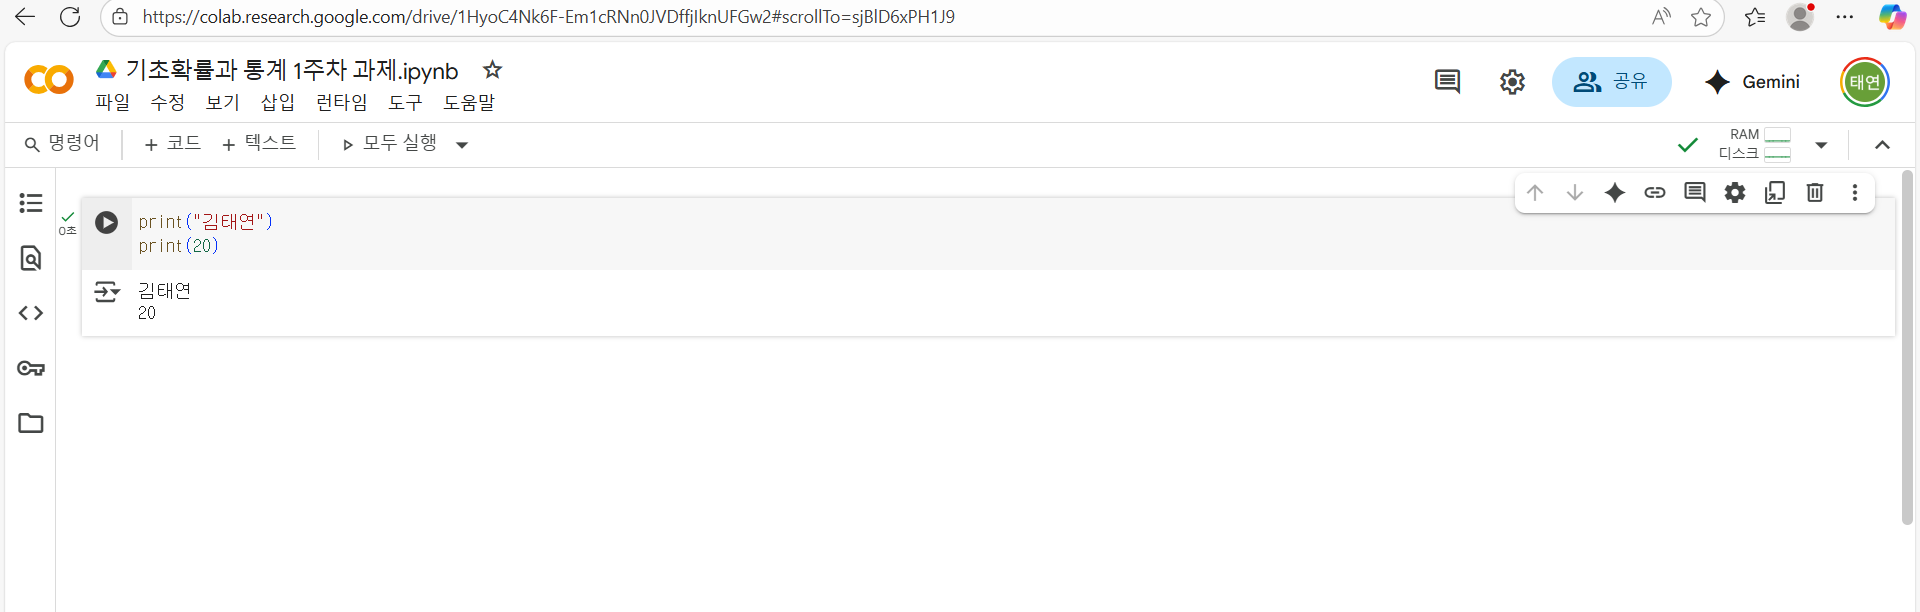 https://colab.research.google.com/drive/1HyoC4Nk6F-Em1cRNn0JVDffjIknUFGw2#scrollTo=sjBlD6xPH1J9
기초확률과 통계 1주차 과제.ipynb
파일 수정 보기 삽입 런타임 도구 도움말
공유
Gemini
태연
명령어 + 코드 + 텍스트 모두 실행
RAM
디스크
0초
print("김태연")
print(20)
김태연
20